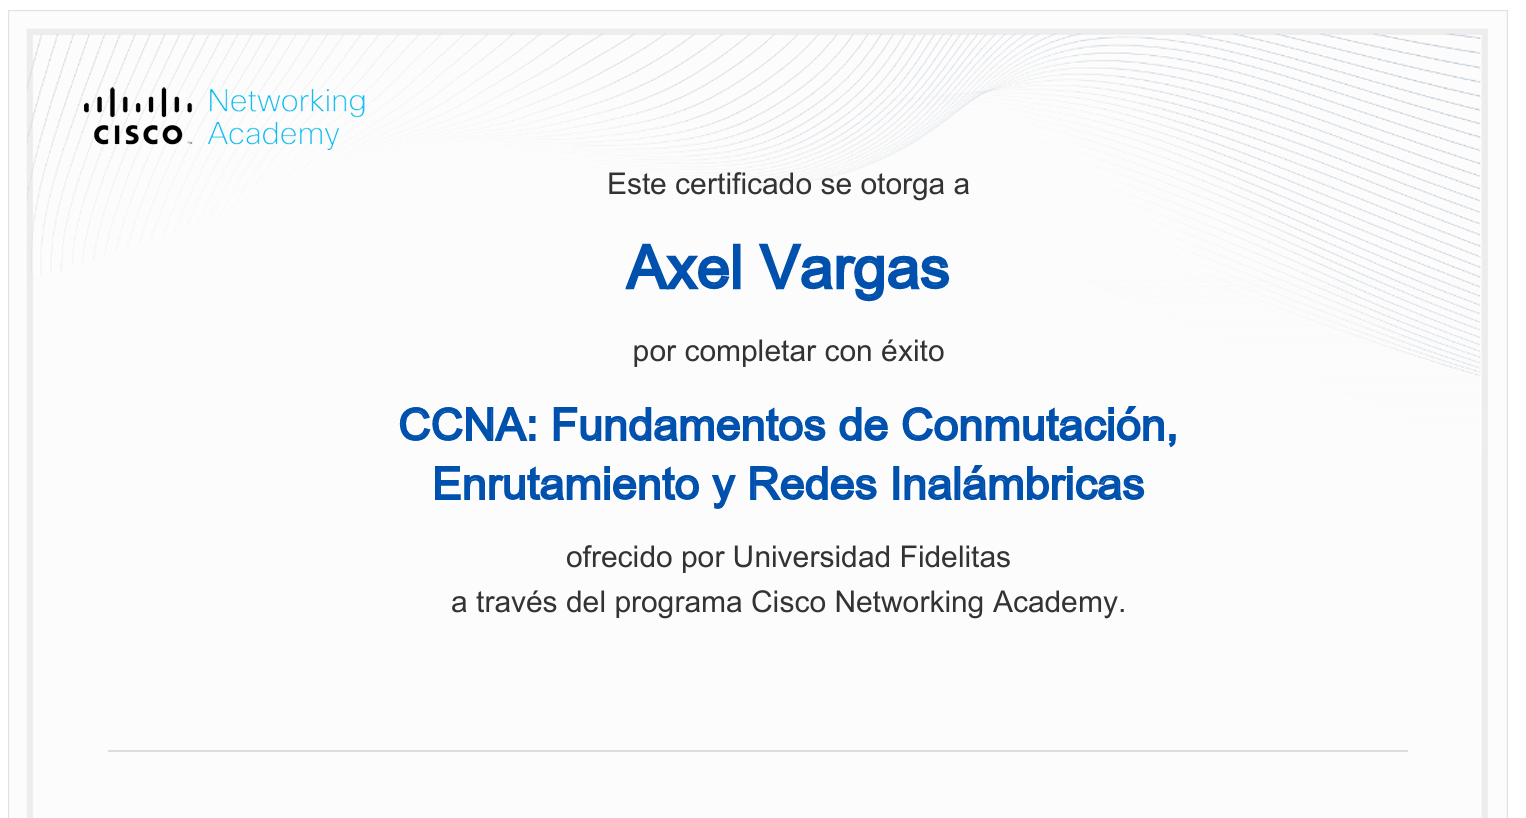 Networking
CISCO Academy
Este certificado se otorga a
Axel Vargas
por completar con éxito
CCNA: Fundamentos de Conmutación,
Enrutamiento y Redes Inalámbricas
ofrecido por Universidad Fidelitas
a través del programa Cisco Networking Academy.